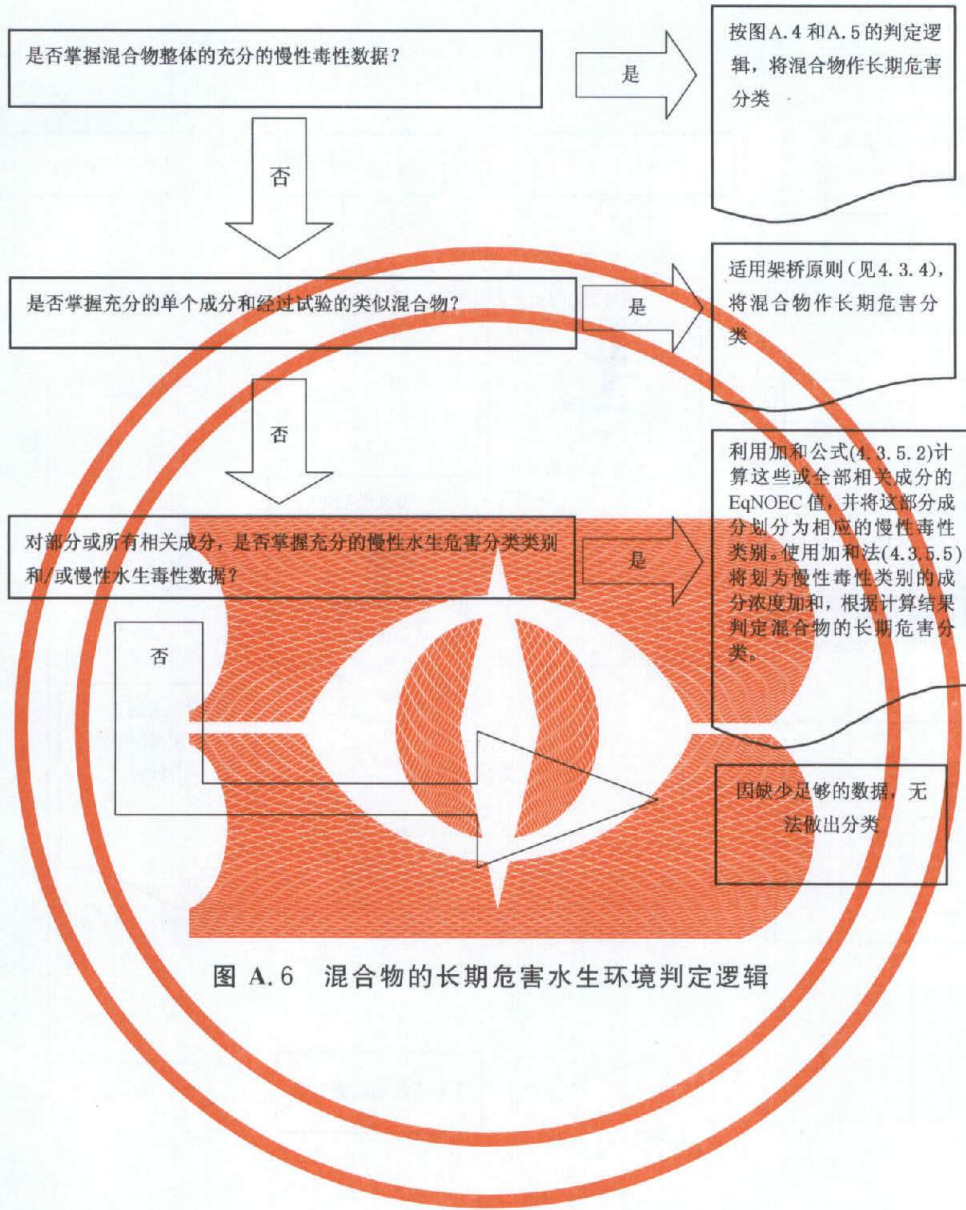 是否掌握混合物整体的充分的慢性毒性数据?
是
按图A.4和A.5的判定逻
辑,将混合物作长期危害
分类
否
是否掌握充分的单个成分和经过试验的类似混合物?
是
适用架桥原则(见4.3.4),
将混合物作长期危害分
类
否
对部分或所有相关成分,是否掌握充分的慢性水生危害分类类别
和/或慢性水生毒性数据?
是
利用加和公式(4.3.5.2)计
算这些或全部相关成分的
EqNOEC值,并将这部分成
分划分为相应的慢性毒性
类别。使用加和法(4.3.5.5)
将划为慢性毒性类别的成
分浓度加和,根据计算结果
判定混合物的长期危害分
类。
否
因缺少足够的数据,无
法做出分类
图 A.6 混合物的长期危害水生环境判定逻辑